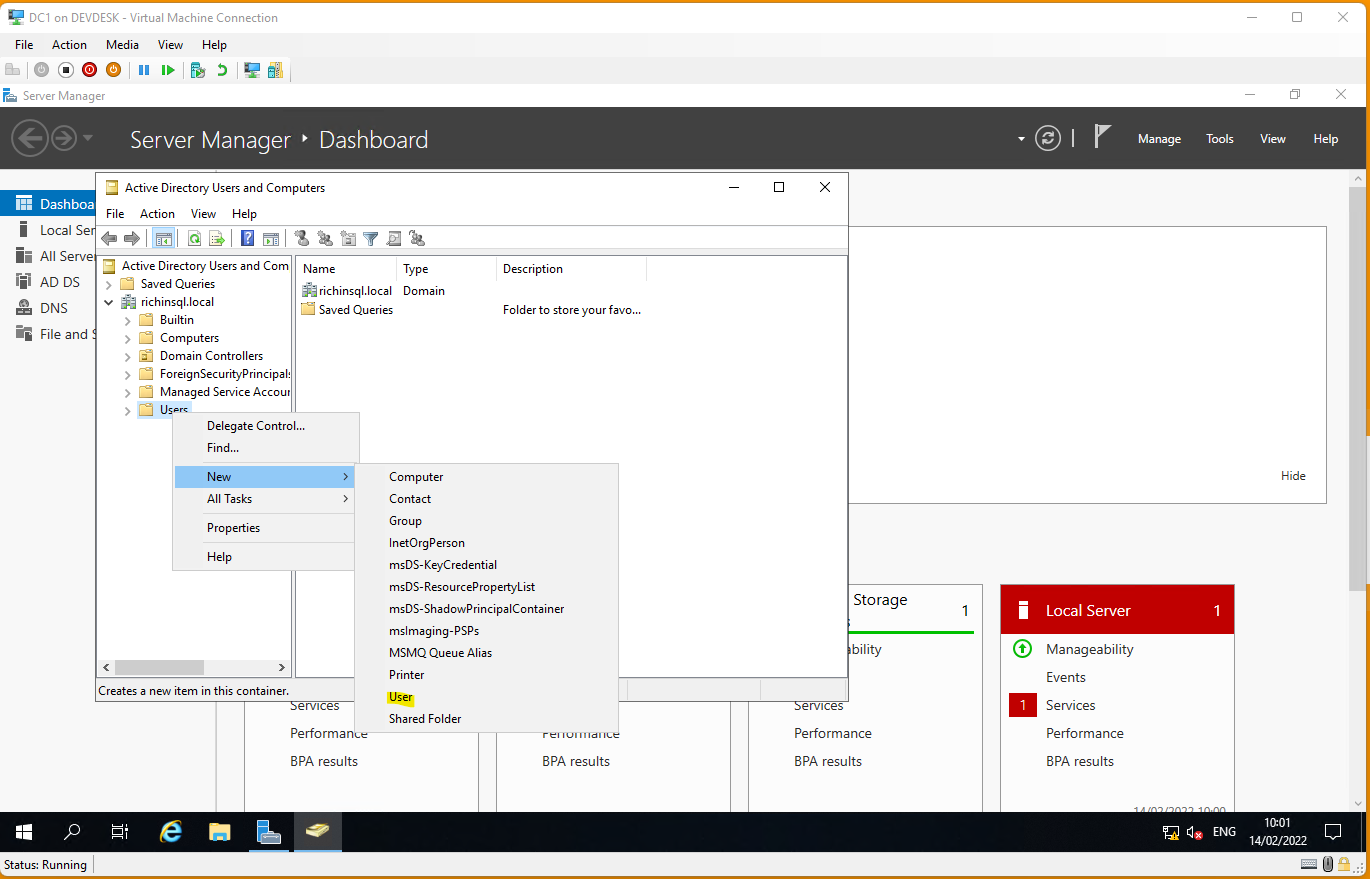 DC1 on DEVDESK - Virtual Machine Connection
File Action Media View Help
Server Manager
Server Manager Dashboard
Manage Tools View Help
Dashboa
Local Ser
All Server
AD DS
DNS
File and S
Active Directory Users and Computers
File Action View Help
Active Directory Users and Com
Saved Queries
richinsql.local
Builtin
Computers
Domain Controllers
ForeignSecurityPrincipals
Managed Service Accour
Users
Name Type Description
richinsql.local Domain
Saved Queries Folder to store your favo...
Delegate Control...
Find...
New
All Tasks
Properties
Help
Computer
Contact
Group
InetOrgPerson
msDS-KeyCredential
msDS-ResourcePropertyList
msDS-ShadowPrincipalContainer
msImaging-PSPs
MSMQ Queue Alias
Printer
User
Shared Folder
Creates a new item in this container.
Hide
Services
Performance
BPA results
Performance
BPA results
Storage 1
ability
Services
Performance
BPA results
Local Server 1
Manageability
Events
1 Services
Performance
BPA results
14/02/2022 10:00
ENG
10:01
14/02/2022
Status: Running